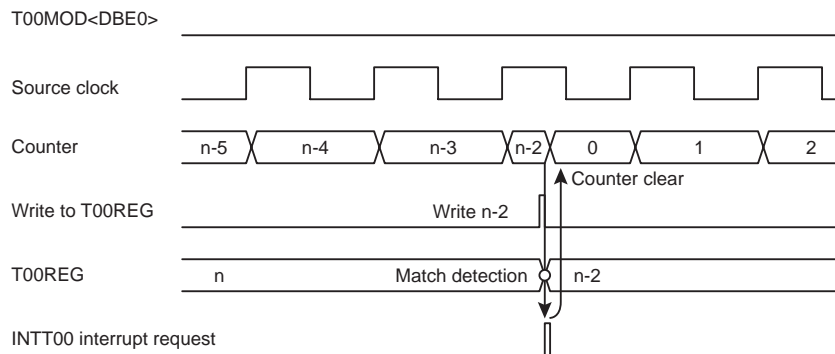 T00MOD<DBE0>
Source clock
Counter n-5 n-4 n-3 n-2 0 1 2
Counter clear
Write to T00REG Write n-2
T00REG n Match detection n-2
INTT00 interrupt request